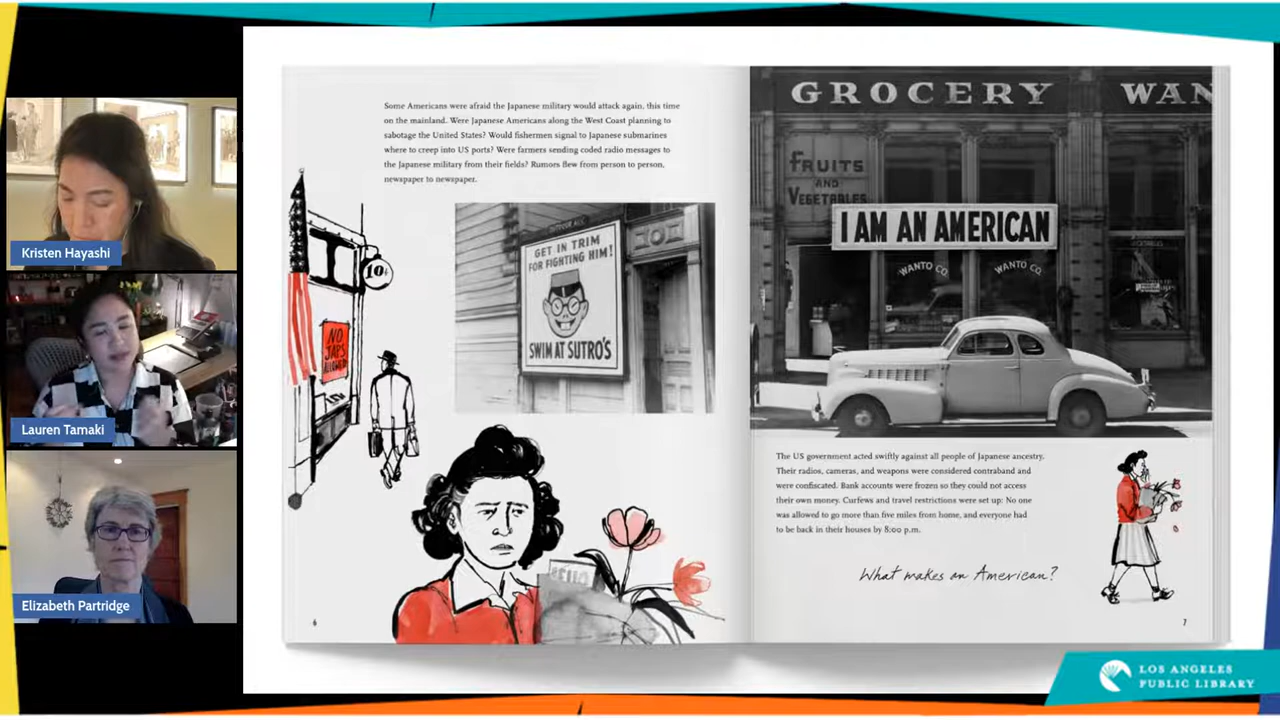 Kristen Hayashi
Lauren Tamaki
Elizabeth Partridge
Some Americans were afraid the Japanese military would attack again, this time
on the mainland. Were Japanese Americans along the West Coast planning to
sabotage the United States? Would fishermen signal to Japanese submarines
where to creep into US ports? Were farmers sending coded radio messages to
the Japanese military from their fields? Rumors flew from person to person,
newspaper to newspaper.
10¢
NO
JAPS
ALLOWED
GET IN TRIM
FOR FIGHTING HIM!
SWIM AT SUTRO'S
6
GROCERY WAN
FRUITS
AND
VEGETABLES
I AM AN AMERICAN
WANTO CO.
WANTO CO.
The US government acted swiftly against all people of Japanese ancestry.
Their radios, cameras, and weapons were considered contraband and
were confiscated. Bank accounts were frozen so they could not access
their own money. Curfews and travel restrictions were set up: No one
was allowed to go more than five miles from home, and everyone had
to be back in their houses by 8:00 p.m.
What makes an American?
7
LOS ANGELES
PUBLIC LIBRARY